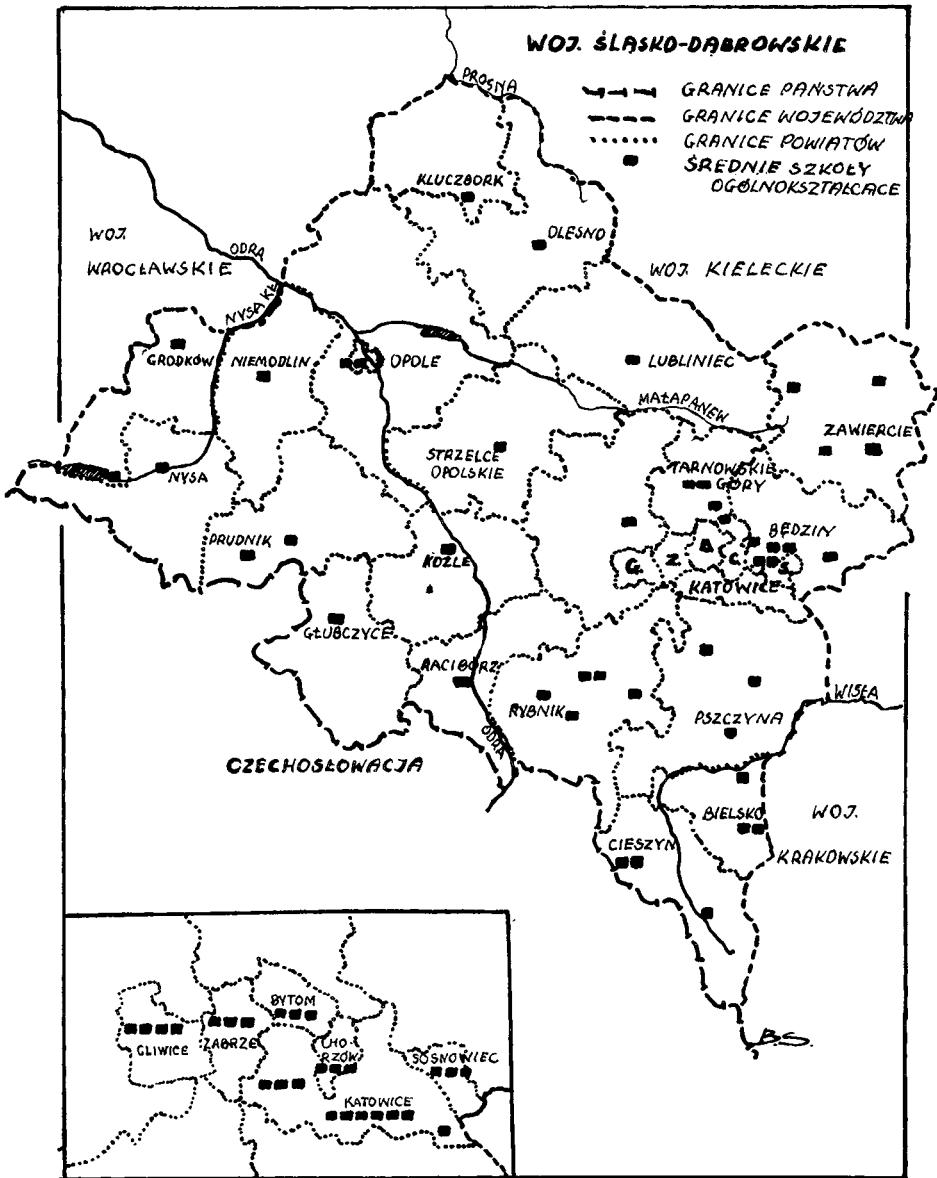 WOJ. ŚLĄSKO-DĄBROWSKIE
GRANICE PAŃSTWA
GRANICE WOJEWÓDZTWA
GRANICE POWIATÓW
ŚREDNIE SZKOŁY
OGÓLNOKSZTAŁCĄCE
PROSNA
KLUCZBORK
OLESNO
WOJ.
WROCŁAWSKIE
ODRA
WOJ. KIELECKIE
NYSA KŁ.
GRODKÓW
NIEMODLIN
OPOLE
LUBLINIEC
MAŁAPANEW
ZAWIERCIE
STRZELCE
OPOLSKIE
NYSA
TARNOWSKIE
GÓRY
PRUDNIK
KOŹLE
BĘDZIN
G.
Z
B
C.
S.
KATOWICE
GŁUBCZYCE
RACIBÓRZ
RYBNIK
PSZCZYNA
WISŁA
ODRA
CZECHOSŁOWACJA
BIELSKO
WOJ.
KRAKOWSKIE
CIESZYN
B.S.
BYTOM
GLIWICE
ZABRZE
CHO-
RZÓW
SOSNOWIEC
KATOWICE